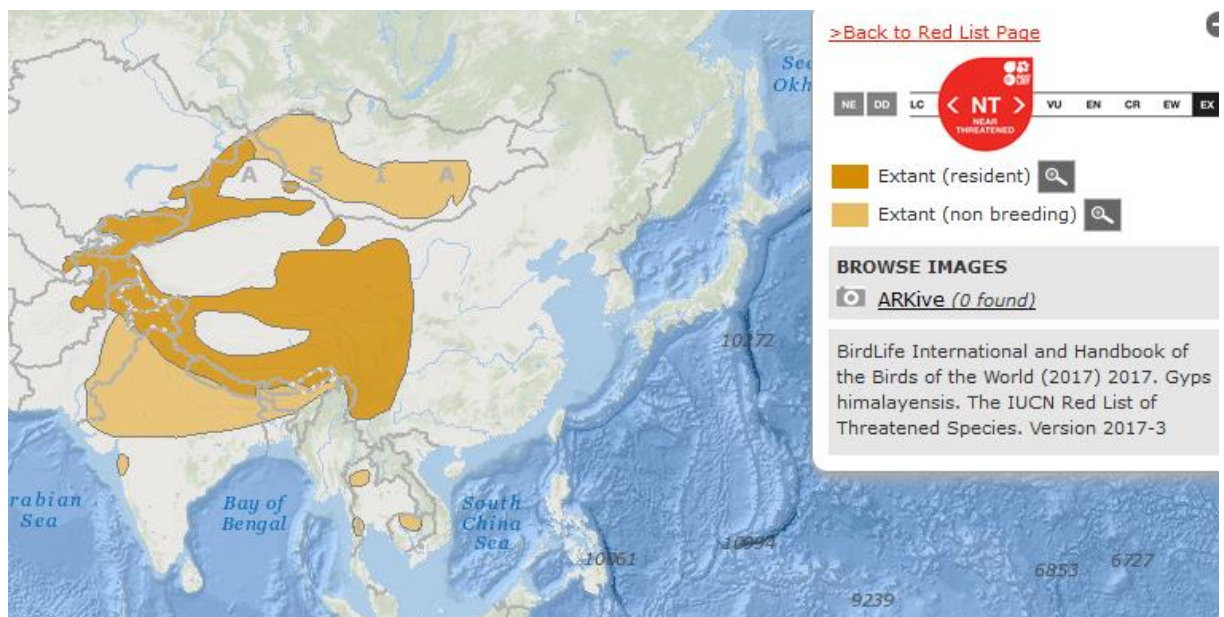 >Back to Red List Page
NE DD LC < NT > VU EN CR EW EX
NEAR
THREATENED
Extant (resident)
Extant (non breeding)
BROWSE IMAGES
ARKive (0 found)
BirdLife International and Handbook of
the Birds of the World (2017) 2017. Gyps
himalayensis. The IUCN Red List of
Threatened Species. Version 2017-3
Sea
Okh
A S I A
10272
rabian
Sea
Bay of
Bengal
South
China
Sea
10061
10994
6853
6727
9239